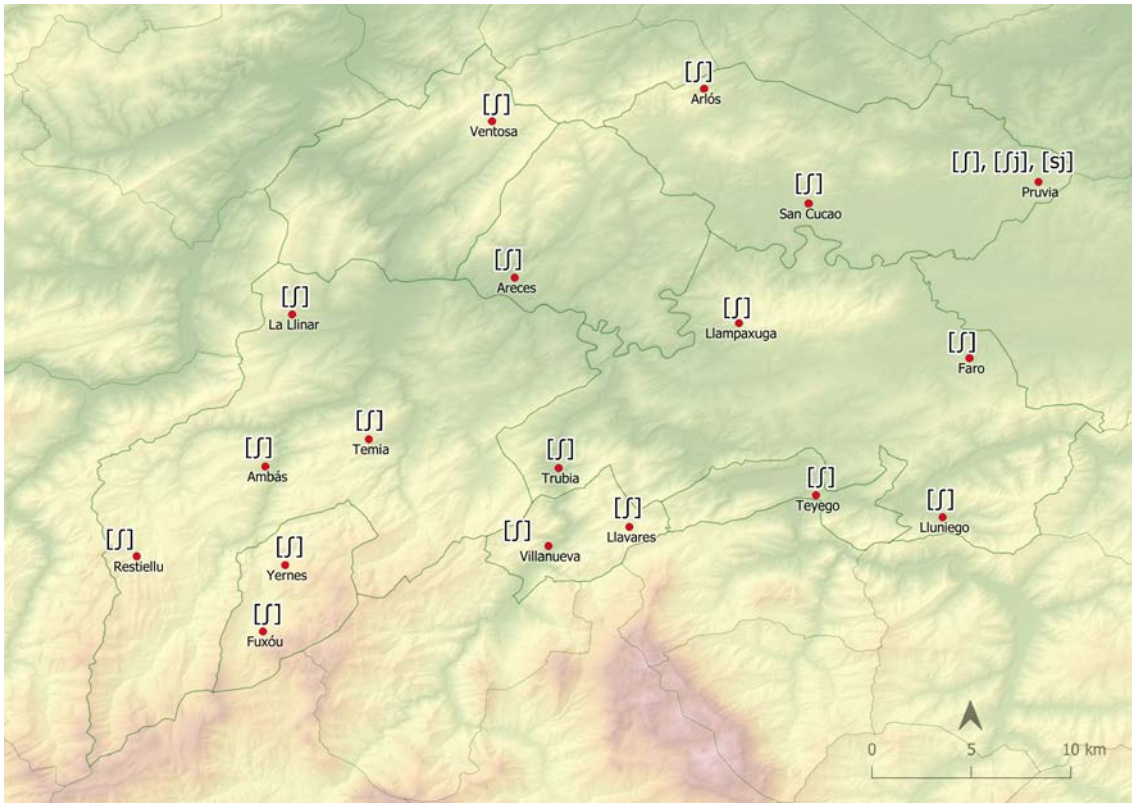 [ʃ]
Arlós
[ʃ]
Ventosa
[ʃ], [ʃj], [sj]
Pruvia
[ʃ]
San Cucao
[ʃ]
Areces
[ʃ]
La Llinar
[ʃ]
Llampaxuga
[ʃ]
Faro
[ʃ]
Temia
[ʃ]
Ambás
[ʃ]
Trubia
[ʃ]
Teyego
[ʃ]
Lluniego
[ʃ]
Llavares
[ʃ]
Villanueva
[ʃ]
Restiellu
[ʃ]
Yernes
[ʃ]
Fuxóu
0 5 10 km